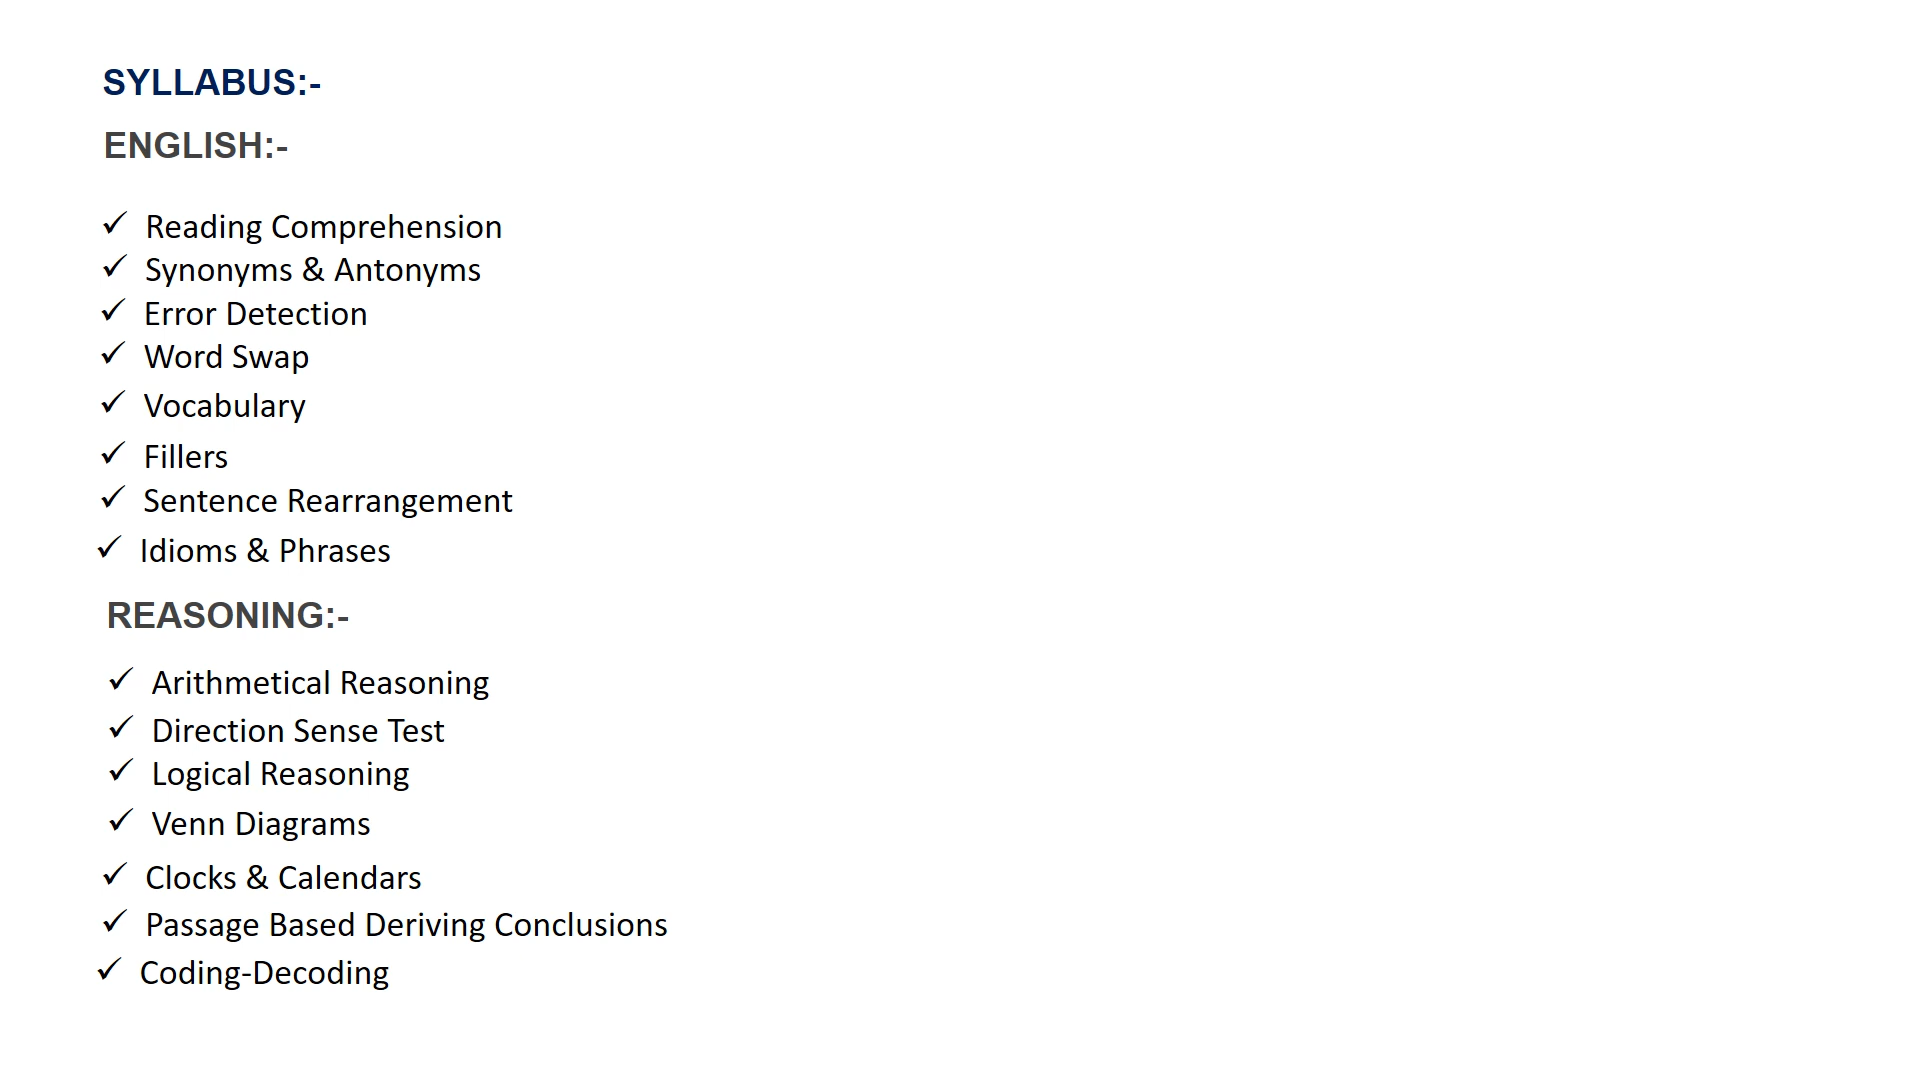 SYLLABUS:-
ENGLISH:-
✓ Reading Comprehension
✓ Synonyms & Antonyms
✓ Error Detection
✓ Word Swap
✓ Vocabulary
✓ Fillers
✓ Sentence Rearrangement
✓ Idioms & Phrases
REASONING:-
✓ Arithmetical Reasoning
✓ Direction Sense Test
✓ Logical Reasoning
✓ Venn Diagrams
✓ Clocks & Calendars
✓ Passage Based Deriving Conclusions
✓ Coding-Decoding